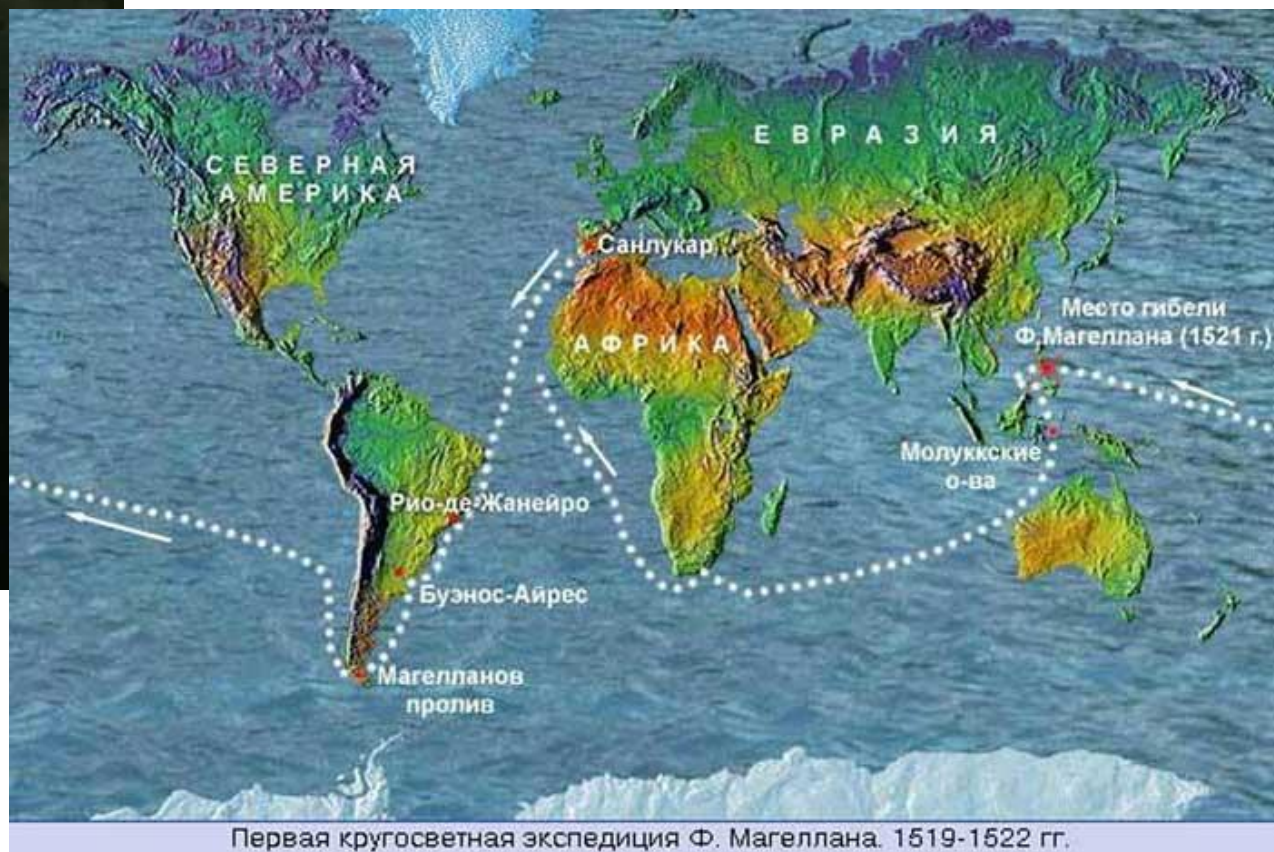 СЕВЕРНАЯ
АМЕРИКА
ЕВРАЗИЯ
Санлукар
АФРИКА
Место гибели
Ф.Магеллана (1521 г.)
Молуккские
о-ва
Рио-де-Жанейро
Буэнос-Айрес
Магелланов
пролив
Первая кругосветная экспедиция Ф. Магеллана. 1519-1522 гг.